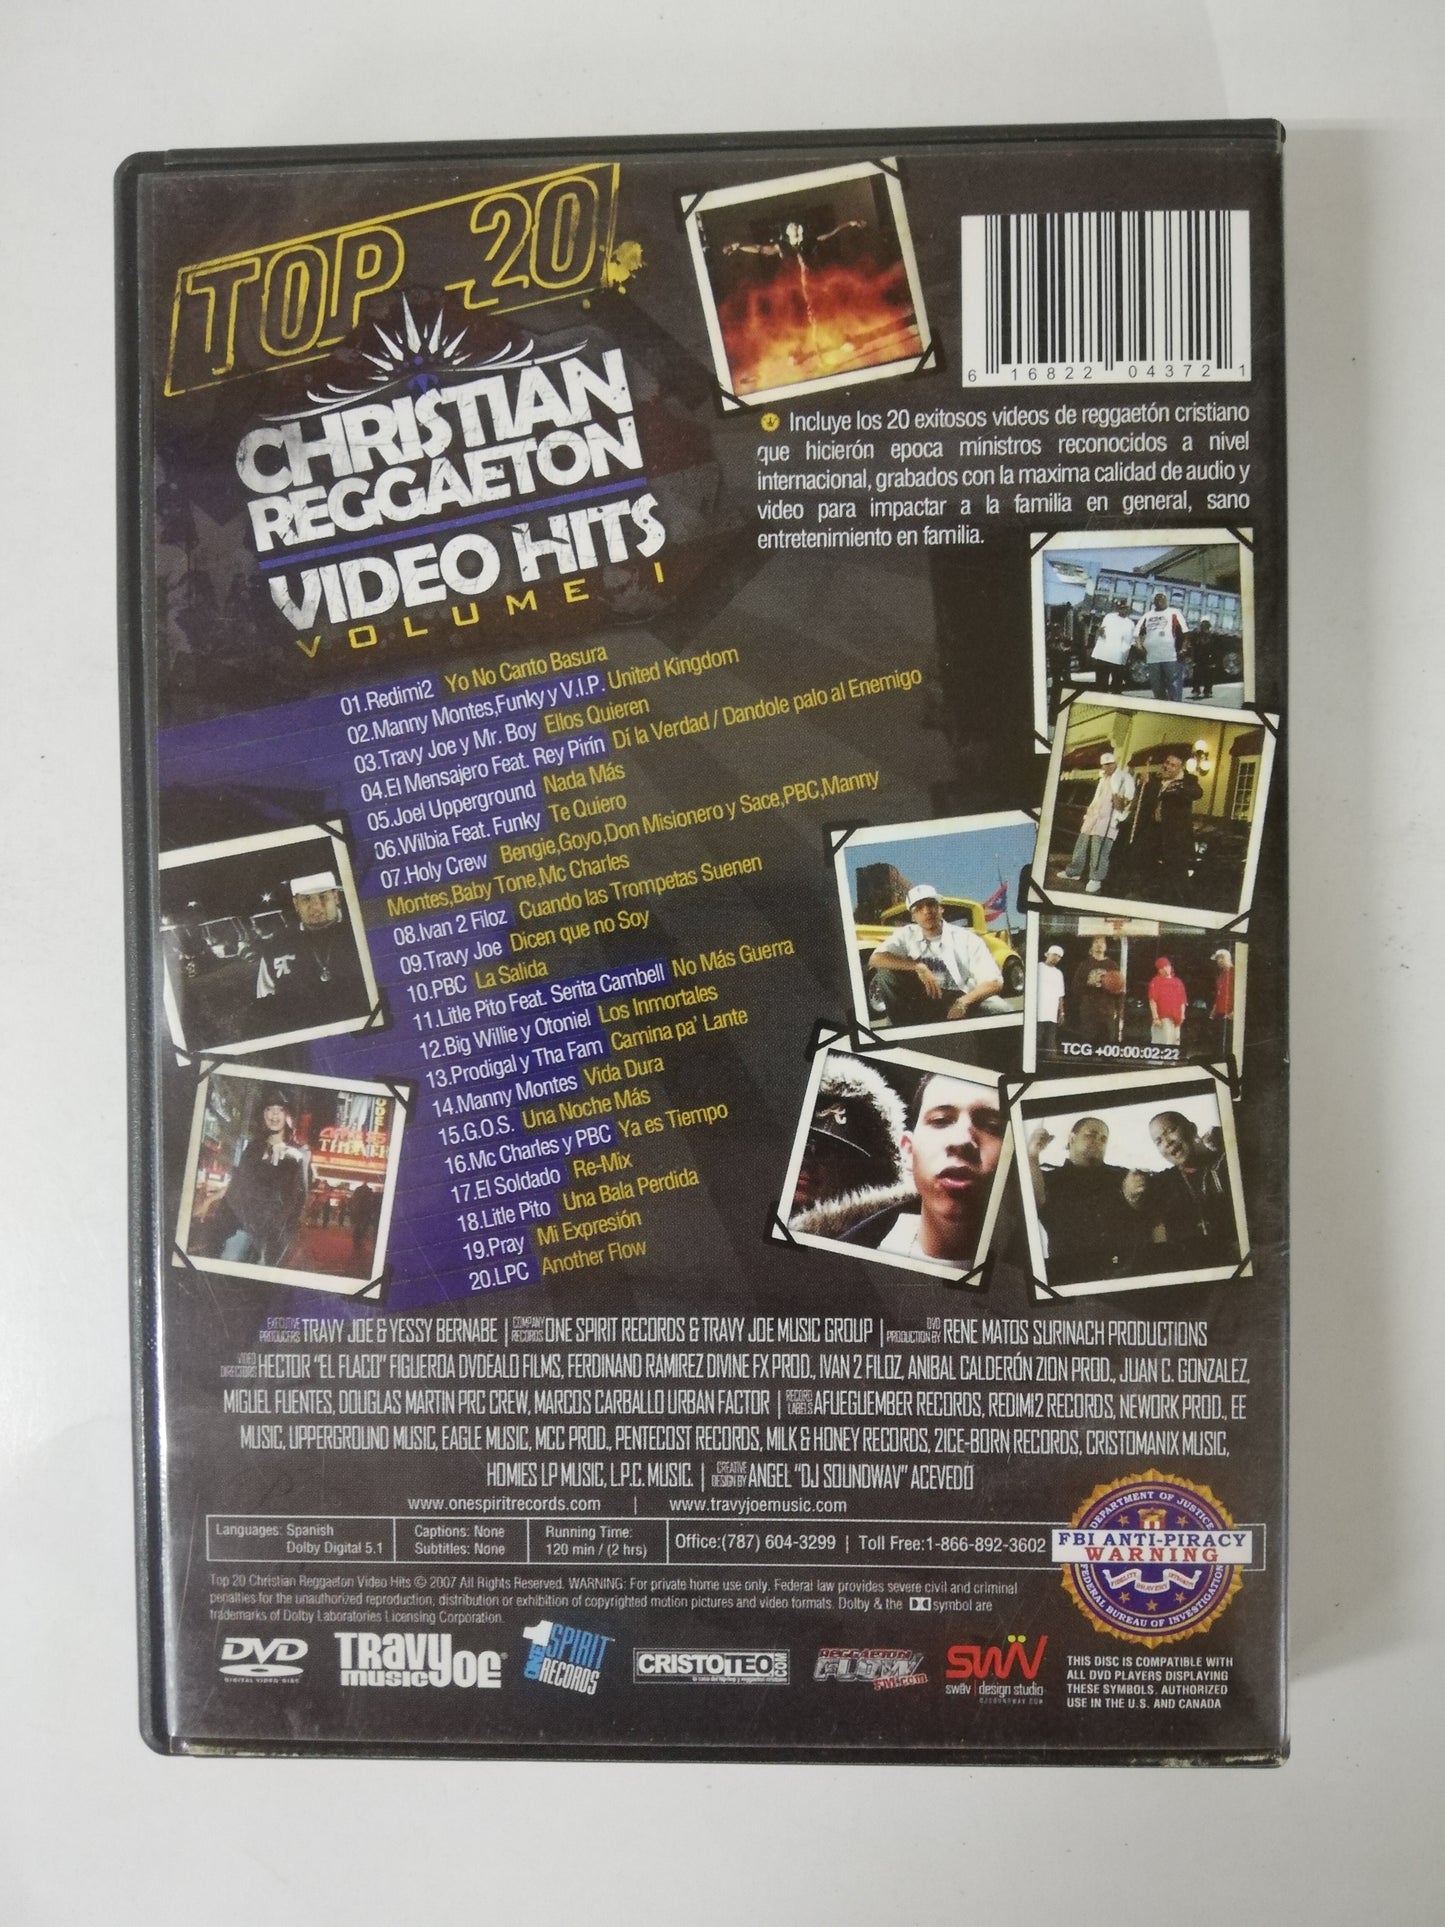 TOP 20
CHRISTIAN
REGGAETON
VIDEO HITS
VOLUME I
6 16822 04372 1
Incluye los 20 exitosos videos de reggaetón cristiano
que hicierón epoca ministros reconocidos a nivel
internacional, grabados con la maxima calidad de audio y
video para impactar a la familia en general, sano
entretenimiento en familia.
01.Redimi2 Yo No Canto Basura
02.Manny Montes,Funky y V.I.P. United Kingdom
03.Travy Joe y Mr. Boy Ellos Quieren
04.El Mensajero Feat. Rey Pirín Dí la Verdad / Dandole palo al Enemigo
05.Joel Upperground Nada Más
06.Wilbia Feat. Funky Te Quiero
07.Holy Crew Bengie,Goyo,Don Misionero y Sace,PBC,Manny
Montes,Baby Tone,Mc Charles
08.Ivan 2 Filoz Cuando las Trompetas Suenen
09.Travy Joe Dicen que no Soy
10.PBC La Salida
11.Litle Pito Feat. Serita Cambell No Más Guerra
12.Big Willie y Otoniel Los Inmortales
13.Prodigal y Tha Fam Camina pa' Lante
14.Manny Montes Vida Dura
15.G.O.S. Una Noche Más
16.Mc Charles y PBC Ya es Tiempo
17.El Soldado Re-Mix
18.Litle Pito Una Bala Perdida
19.Pray Mi Expresión
20.LPC Another Flow
TCG +00:00:02:22
EXECUTIVE PRODUCERS TRAVY JOE & YESSY BERNABE | COMPANY RECORDS ONE SPIRIT RECORDS & TRAVY JOE MUSIC GROUP | DVD PRODUCTION BY RENE MATOS SURINACH PRODUCTIONS
VIDEO DIRECTORS HECTOR "EL FLACO" FIGUEROA DVDEALO FILMS, FERDINAND RAMIREZ DIVINE FX PROD., IVAN 2 FILOZ, ANIBAL CALDERÓN ZION PROD., JUAN C. GONZALEZ,
MIGUEL FUENTES, DOUGLAS MARTIN PRC CREW, MARCOS CARBALLO URBAN FACTOR | RECORD LABELS AFUEGUEMBER RECORDS, REDIMI2 RECORDS, NEWORK PROD., EE
MUSIC, UPPERGROUND MUSIC, EAGLE MUSIC, MCC PROD., PENTECOST RECORDS, MILK & HONEY RECORDS, 2ICE-BORN RECORDS, CRISTOMANIX MUSIC,
HOMIES LP MUSIC, L.P.C. MUSIC. | CREATIVE DESIGN BY ANGEL "DJ SOUNDWAV" ACEVEDO
www.onespiritrecords.com | www.travyjoemusic.com
Languages: Spanish
Dolby Digital 5.1
Captions: None
Subtitles: None
Running Time:
120 min / (2 hrs)
Office:(787) 604-3299 | Toll Free:1-866-892-3602
DEPARTMENT OF JUSTICE
FBI ANTI-PIRACY
WARNING
FIDELITY BRAVERY INTEGRITY
FEDERAL BUREAU OF INVESTIGATION
Top 20 Christian Reggaeton Video Hits © 2007 All Rights Reserved. WARNING: For private home use only. Federal law provides severe civil and criminal
penalties for the unauthorized reproduction, distribution or exhibition of copyrighted motion pictures and video formats. Dolby & the symbol are
trademarks of Dolby Laboratories Licensing Corporation.
DVD
DIGITAL VIDEO DISC
TRAVY JOE
music
ONE SPIRIT
RECORDS
CRISTOTEO.COM
REGGAETON
FLOW
FM.com
SWÄV
swäv | design studio
DJSOUNDWAV.COM
THIS DISC IS COMPATIBLE WITH
ALL DVD PLAYERS DISPLAYING
THESE SYMBOLS. AUTHORIZED
USE IN THE U.S. AND CANADA